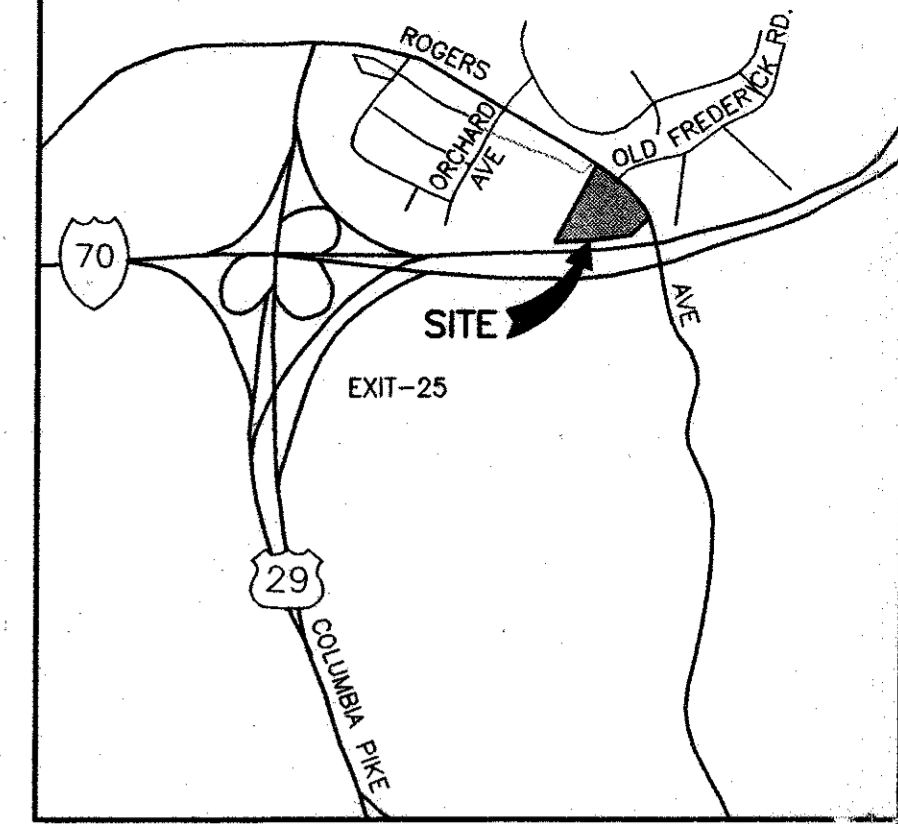 ROGERS
OLD FREDERICK RD.
ORCHARD
AVE
70
SITE
AVE
EXIT-25
29
COLUMBIA PIKE